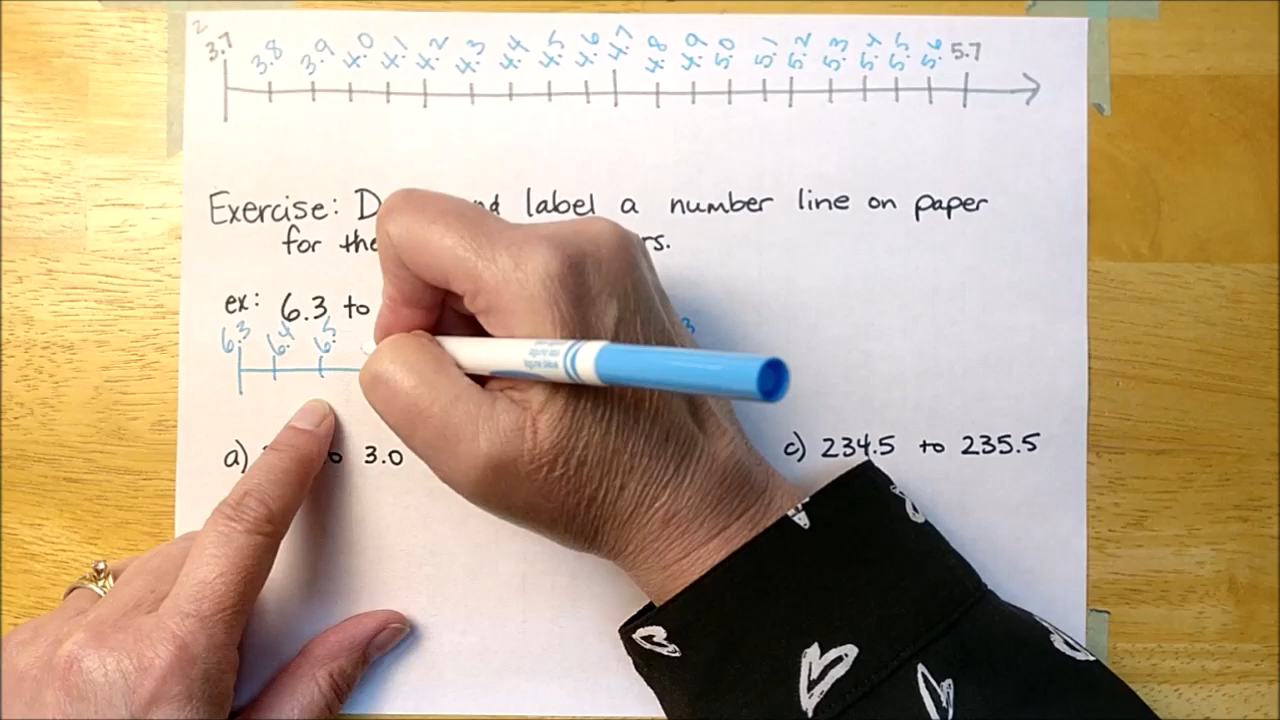 2
3.7 3.8 3.9 4.0 4.1 4.2 4.3 4.4 4.5 4.6 4.7 4.8 4.9 5.0 5.1 5.2 5.3 5.4 5.5 5.6 5.7
Exercise: label a number line on paper
for
ex: 6.3 to
6.3 6.4 6.5
a) 3.0 c) 234.5 to 235.5